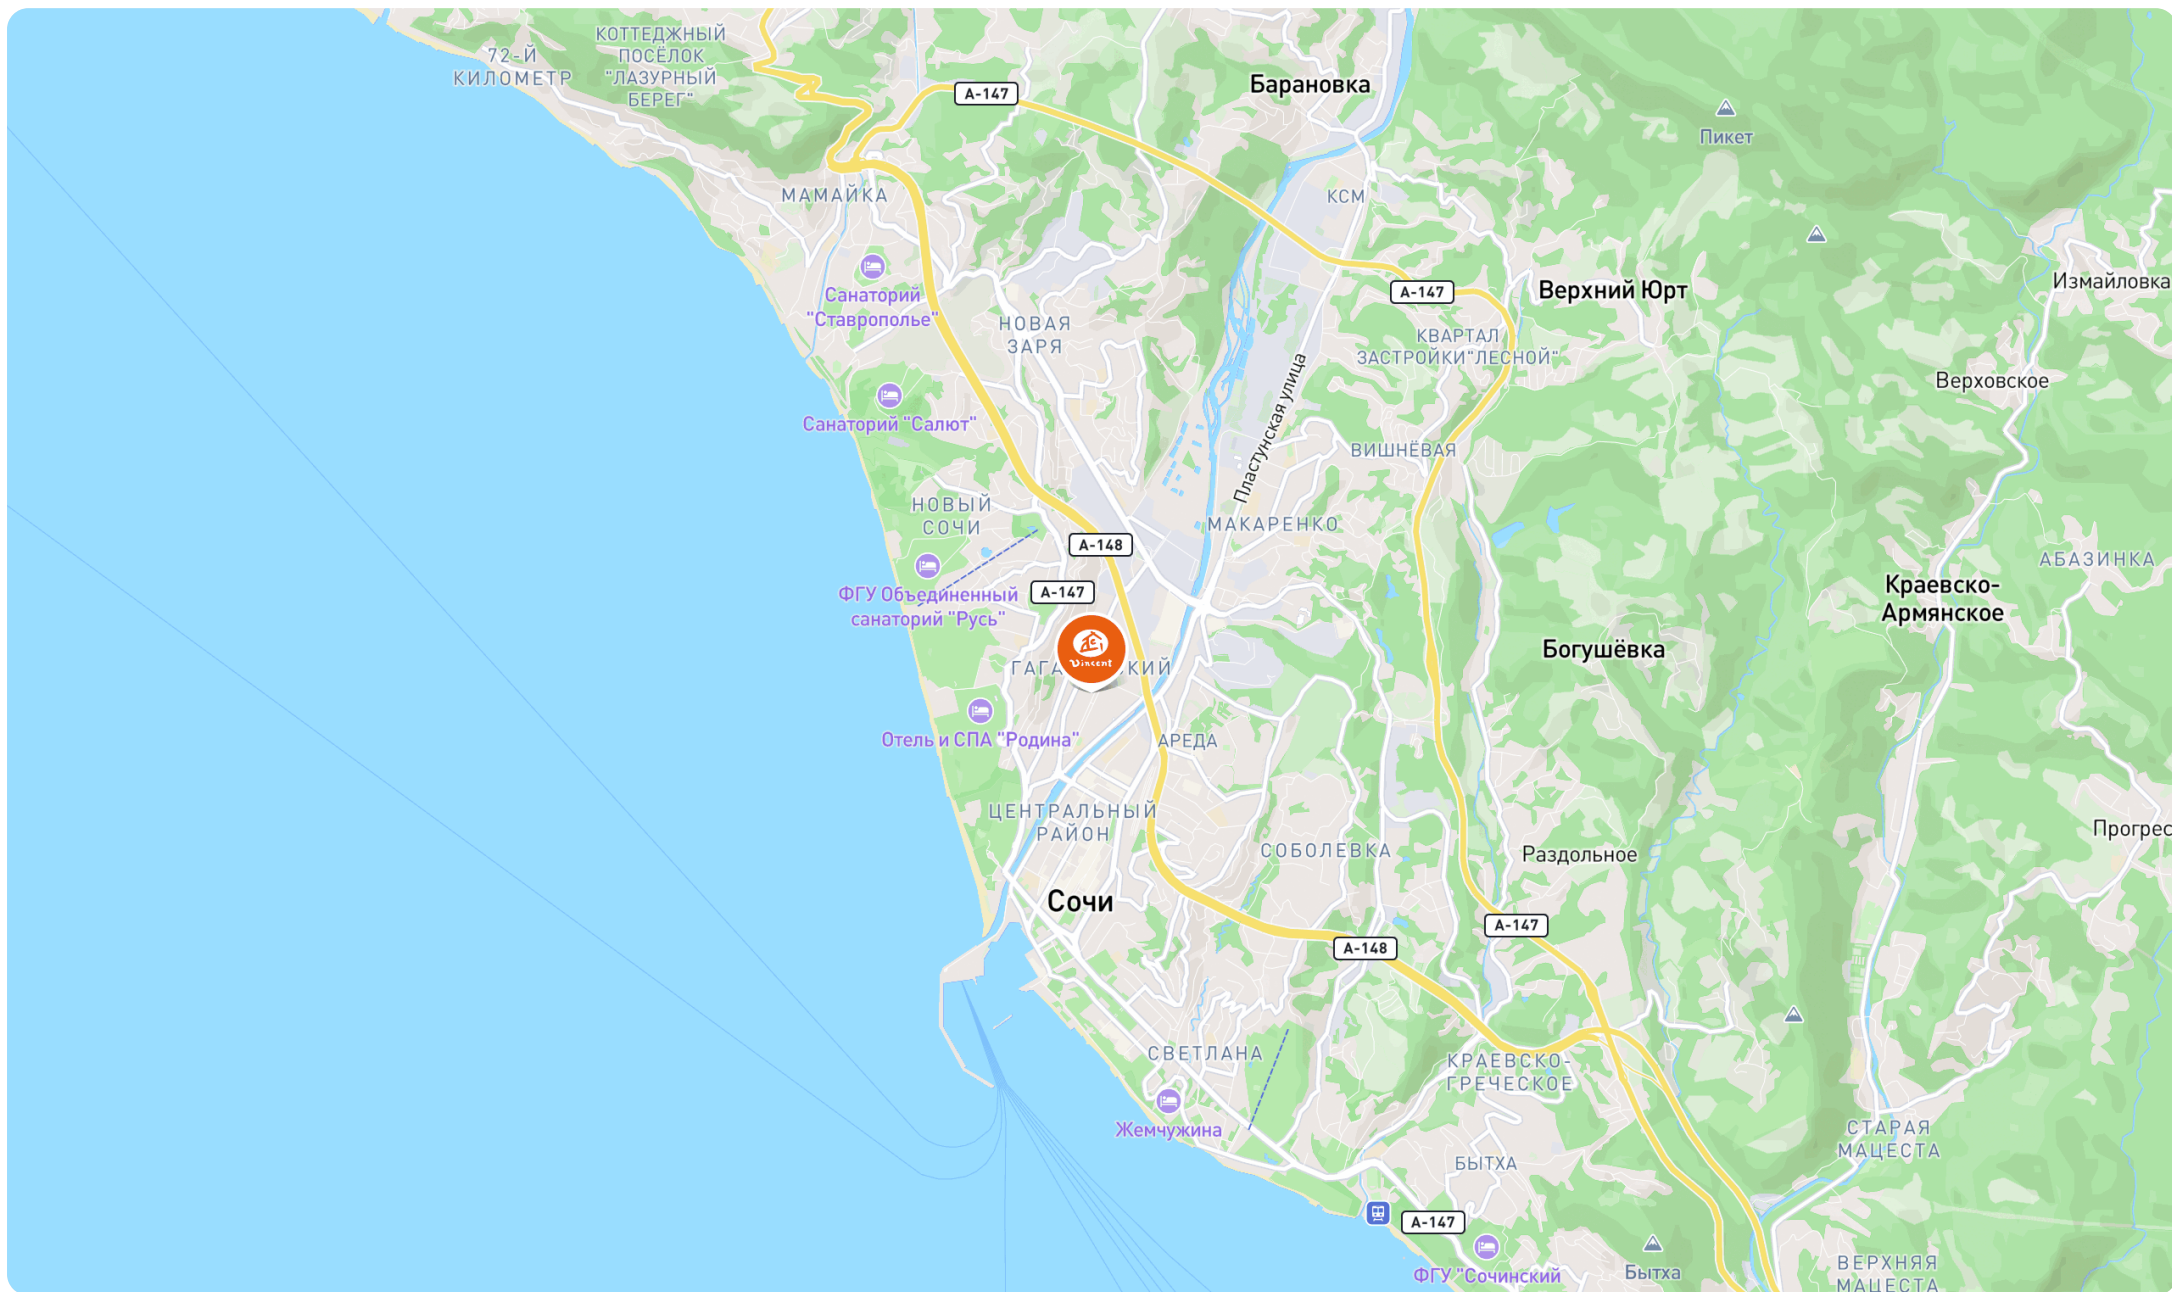 КОТТЕДЖНЫЙ
ПОСЁЛОК
"ЛАЗУРНЫЙ
БЕРЕГ"
72-Й
КИЛОМЕТР
А-147
Барановка
Пикет
МАМАЙКА
КСМ
Санаторий
"Ставрополье"
НОВАЯ
ЗАРЯ
А-147
Верхний Юрт
Измайловка
КВАРТАЛ
ЗАСТРОЙКИ"ЛЕСНОЙ"
Верховское
Санаторий "Салют"
Пластунская улица
ВИШНЁВАЯ
НОВЫЙ
СОЧИ
МАКАРЕНКО
А-148
АБАЗИНКА
ФГУ Объединенный
санаторий "Русь"
А-147
Краевско-
Армянское
Vincent
ГАГА
КИЙ
Богушёвка
Отель и СПА "Родина"
АРЕДА
ЦЕНТРАЛЬНЫЙ
РАЙОН
СОБОЛЕВКА
Раздольное
Прогрес
Сочи
А-147
А-148
СВЕТЛАНА
КРАЕВСКО-
ГРЕЧЕСКОЕ
Жемчужина
СТАРАЯ
МАЦЕСТА
БЫТХА
А-147
ФГУ "Сочинский
Бытха
ВЕРХНЯЯ
МАЦЕСТА